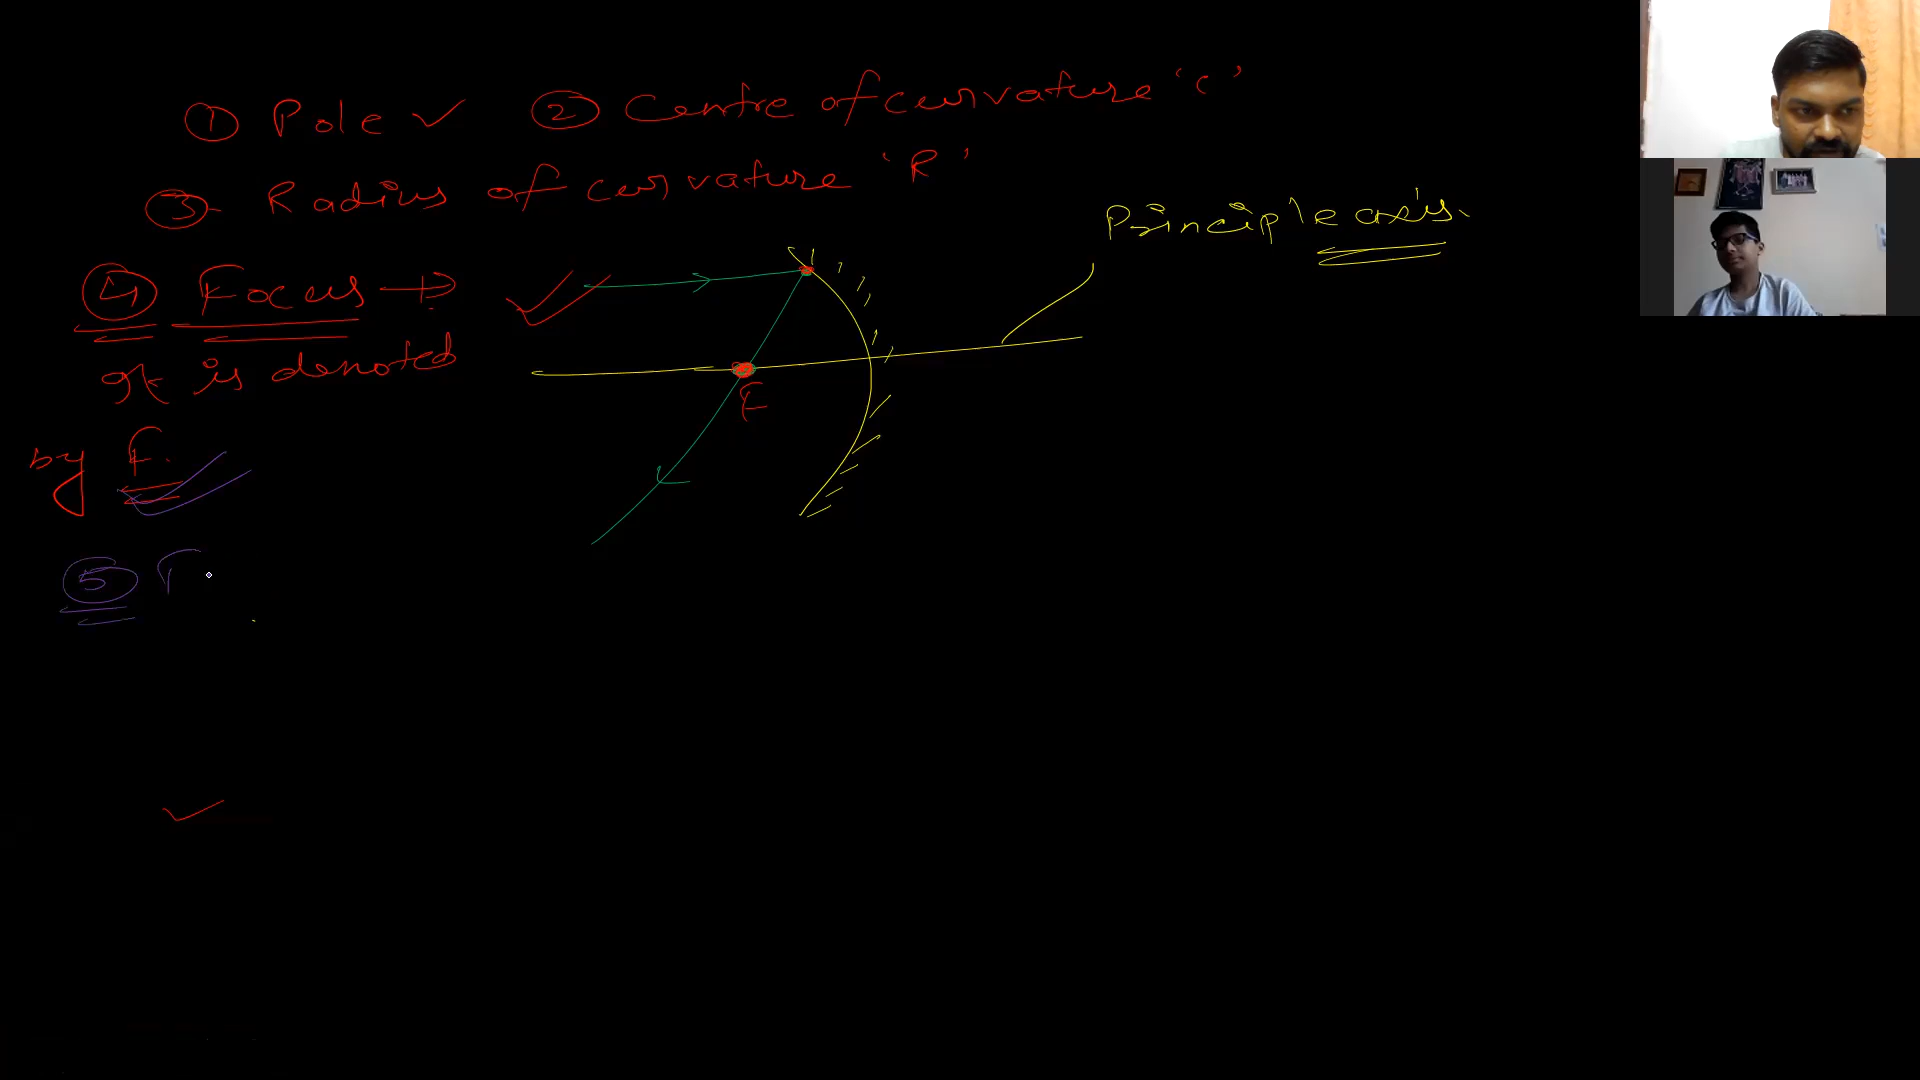 ① Pole ✓ ② Centre of curvature 'C'
③ Radius of curvature 'R'
Principle axis.
④ Focus →
It is denoted
by F.
F
⑤ F